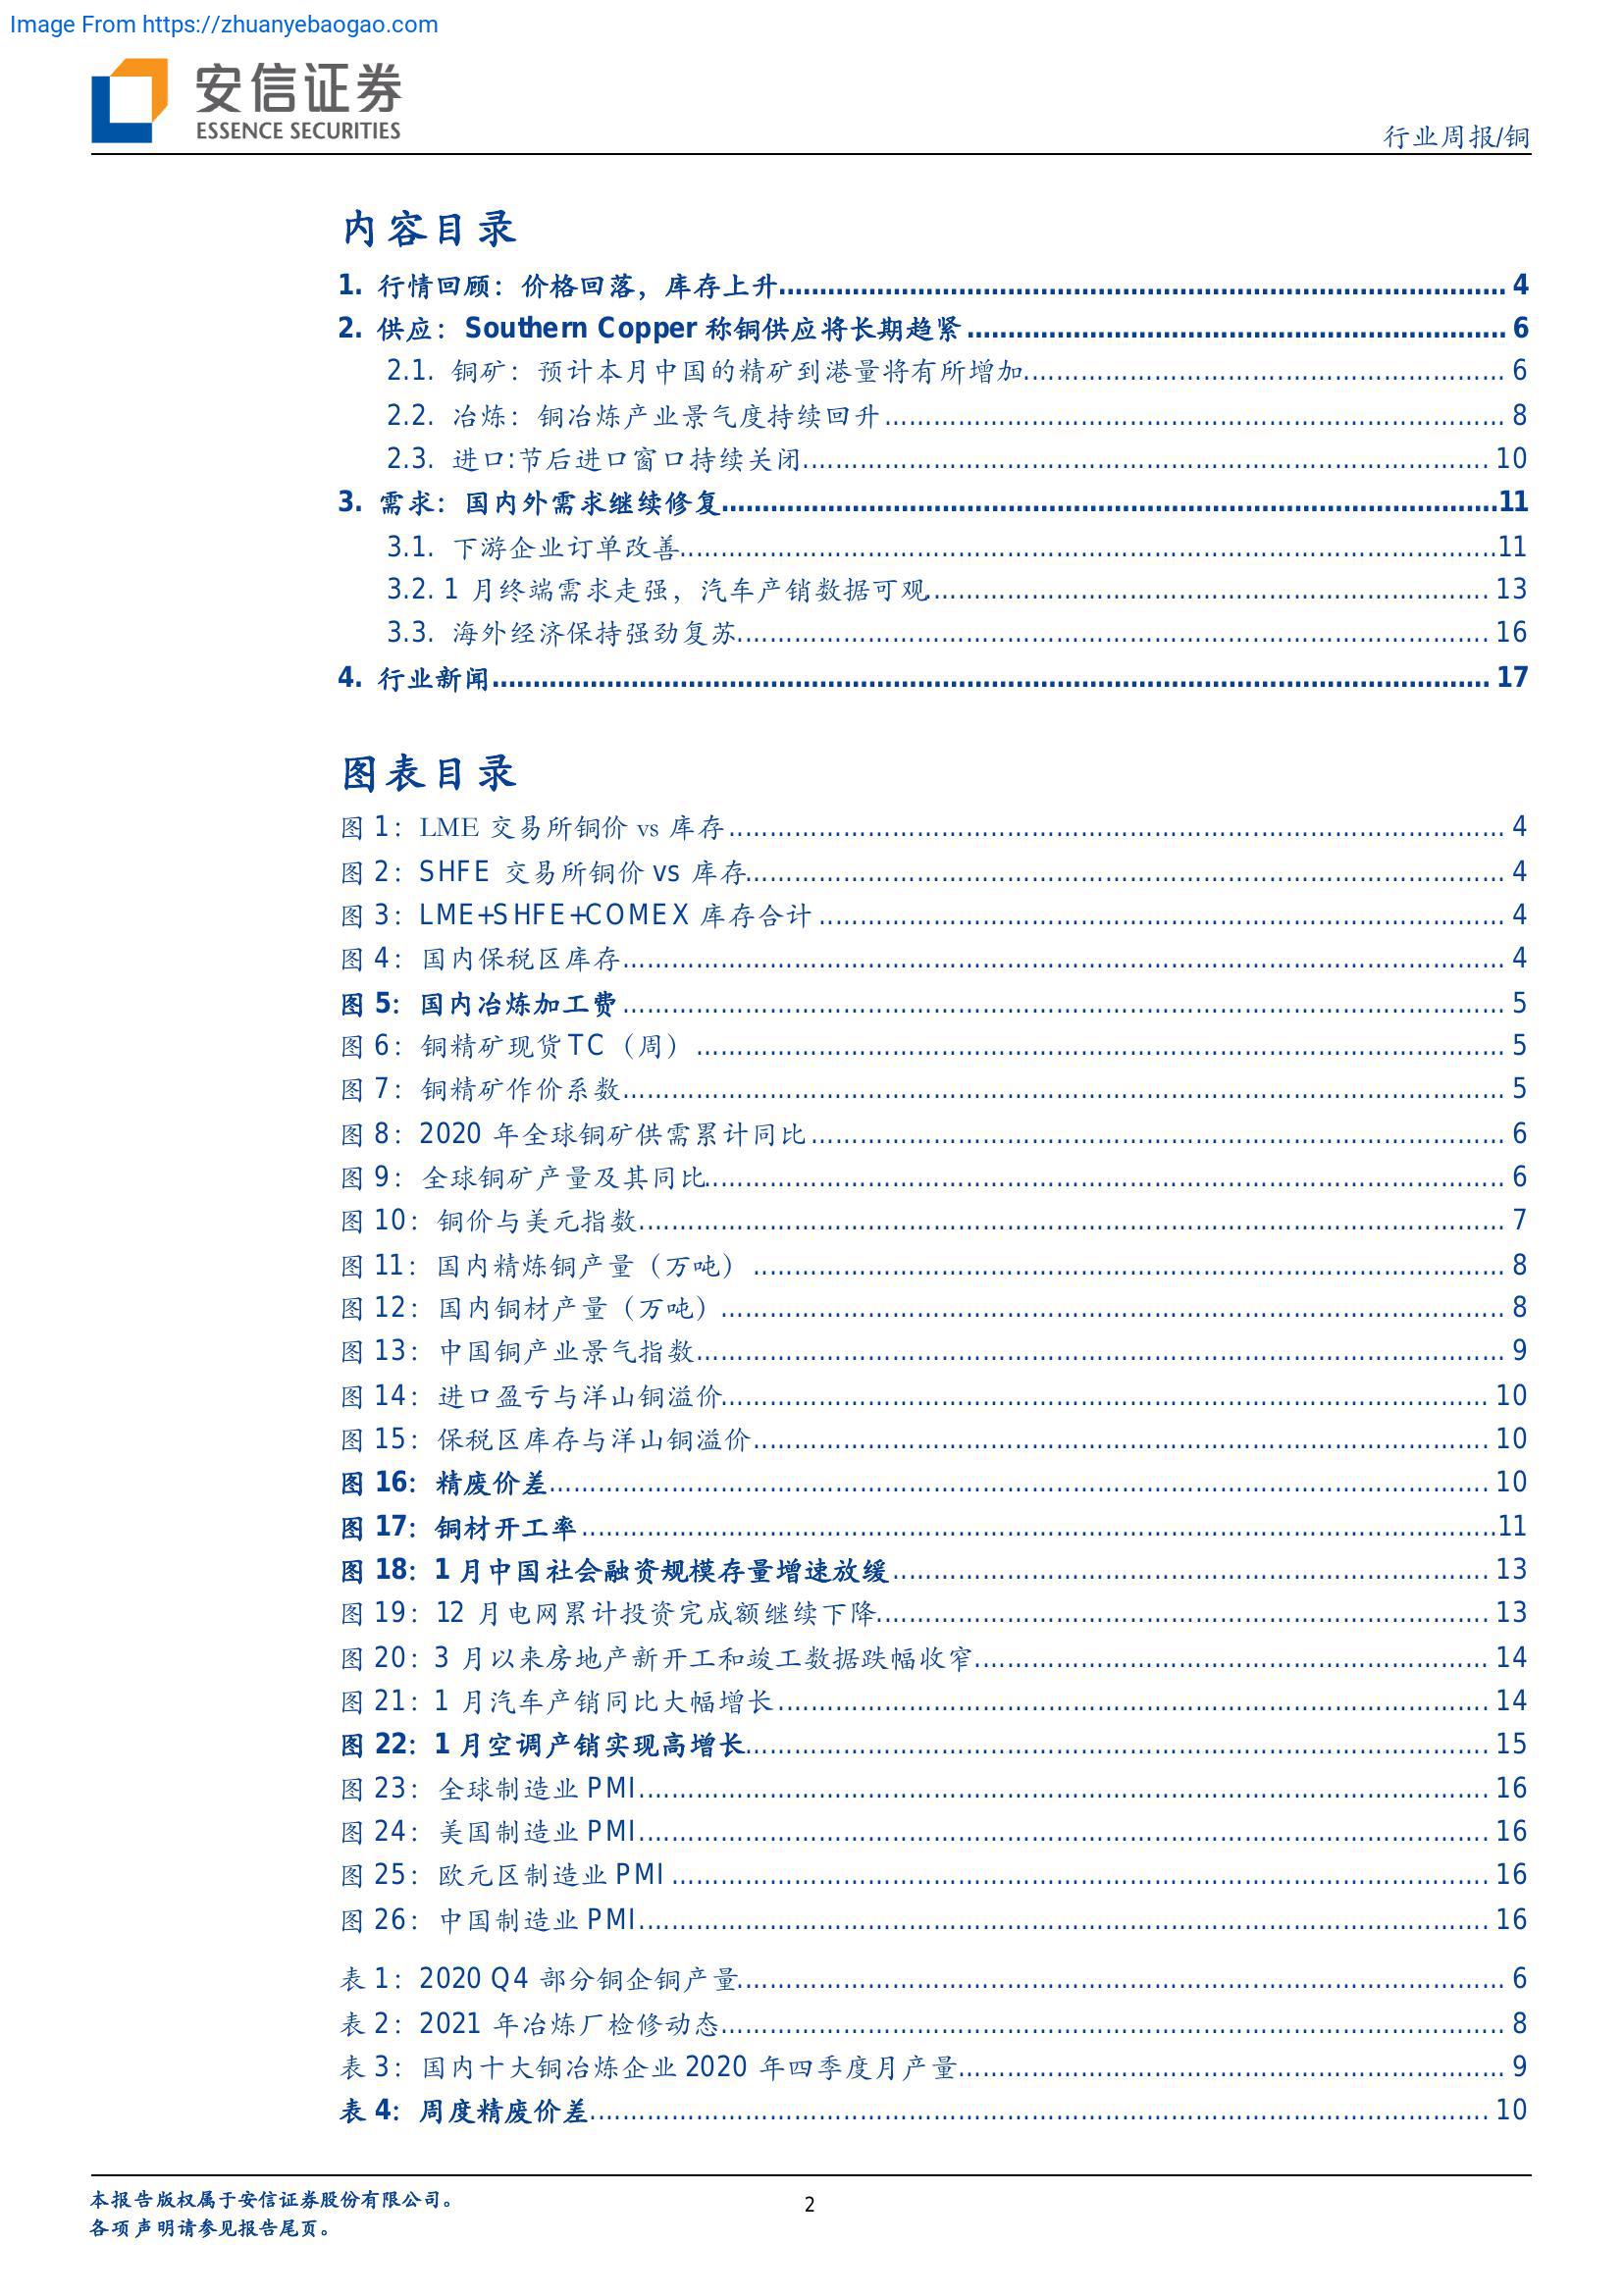 Image From https://zhuanyebaogao.com
安信证券
ESSENCE SECURITIES
行业周报/铜
内容目录
1. 行情回顾：价格回落，库存上升 4
2. 供应：Southern Copper 称铜供应将长期趋紧 6
2.1. 铜矿：预计本月中国的精矿到港量将有所增加 6
2.2. 冶炼：铜冶炼产业景气度持续回升 8
2.3. 进口:节后进口窗口持续关闭 10
3. 需求：国内外需求继续修复 11
3.1. 下游企业订单改善 11
3.2. 1 月终端需求走强，汽车产销数据可观 13
3.3. 海外经济保持强劲复苏 16
4. 行业新闻 17
图表目录
图 1：LME 交易所铜价 vs 库存 4
图 2：SHFE 交易所铜价 vs 库存 4
图 3：LME+SHFE+COMEX 库存合计 4
图 4：国内保税区库存 4
图 5：国内冶炼加工费 5
图 6：铜精矿现货 TC（周） 5
图 7：铜精矿作价系数 5
图 8：2020 年全球铜矿供需累计同比 6
图 9：全球铜矿产量及其同比 6
图 10：铜价与美元指数 7
图 11：国内精炼铜产量（万吨） 8
图 12：国内铜材产量（万吨） 8
图 13：中国铜产业景气指数 9
图 14：进口盈亏与洋山铜溢价 10
图 15：保税区库存与洋山铜溢价 10
图 16：精废价差 10
图 17：铜材开工率 11
图 18：1 月中国社会融资规模存量增速放缓 13
图 19：12 月电网累计投资完成额继续下降 13
图 20：3 月以来房地产新开工和竣工数据跌幅收窄 14
图 21：1 月汽车产销同比大幅增长 14
图 22：1 月空调产销实现高增长 15
图 23：全球制造业 PMI 16
图 24：美国制造业 PMI 16
图 25：欧元区制造业 PMI 16
图 26：中国制造业 PMI 16
表 1：2020 Q4 部分铜企铜产量 6
表 2：2021 年冶炼厂检修动态 8
表 3：国内十大铜冶炼企业 2020 年四季度月产量 9
表 4：周度精废价差 10
本报告版权属于安信证券股份有限公司。
2
各项声明请参见报告尾页。